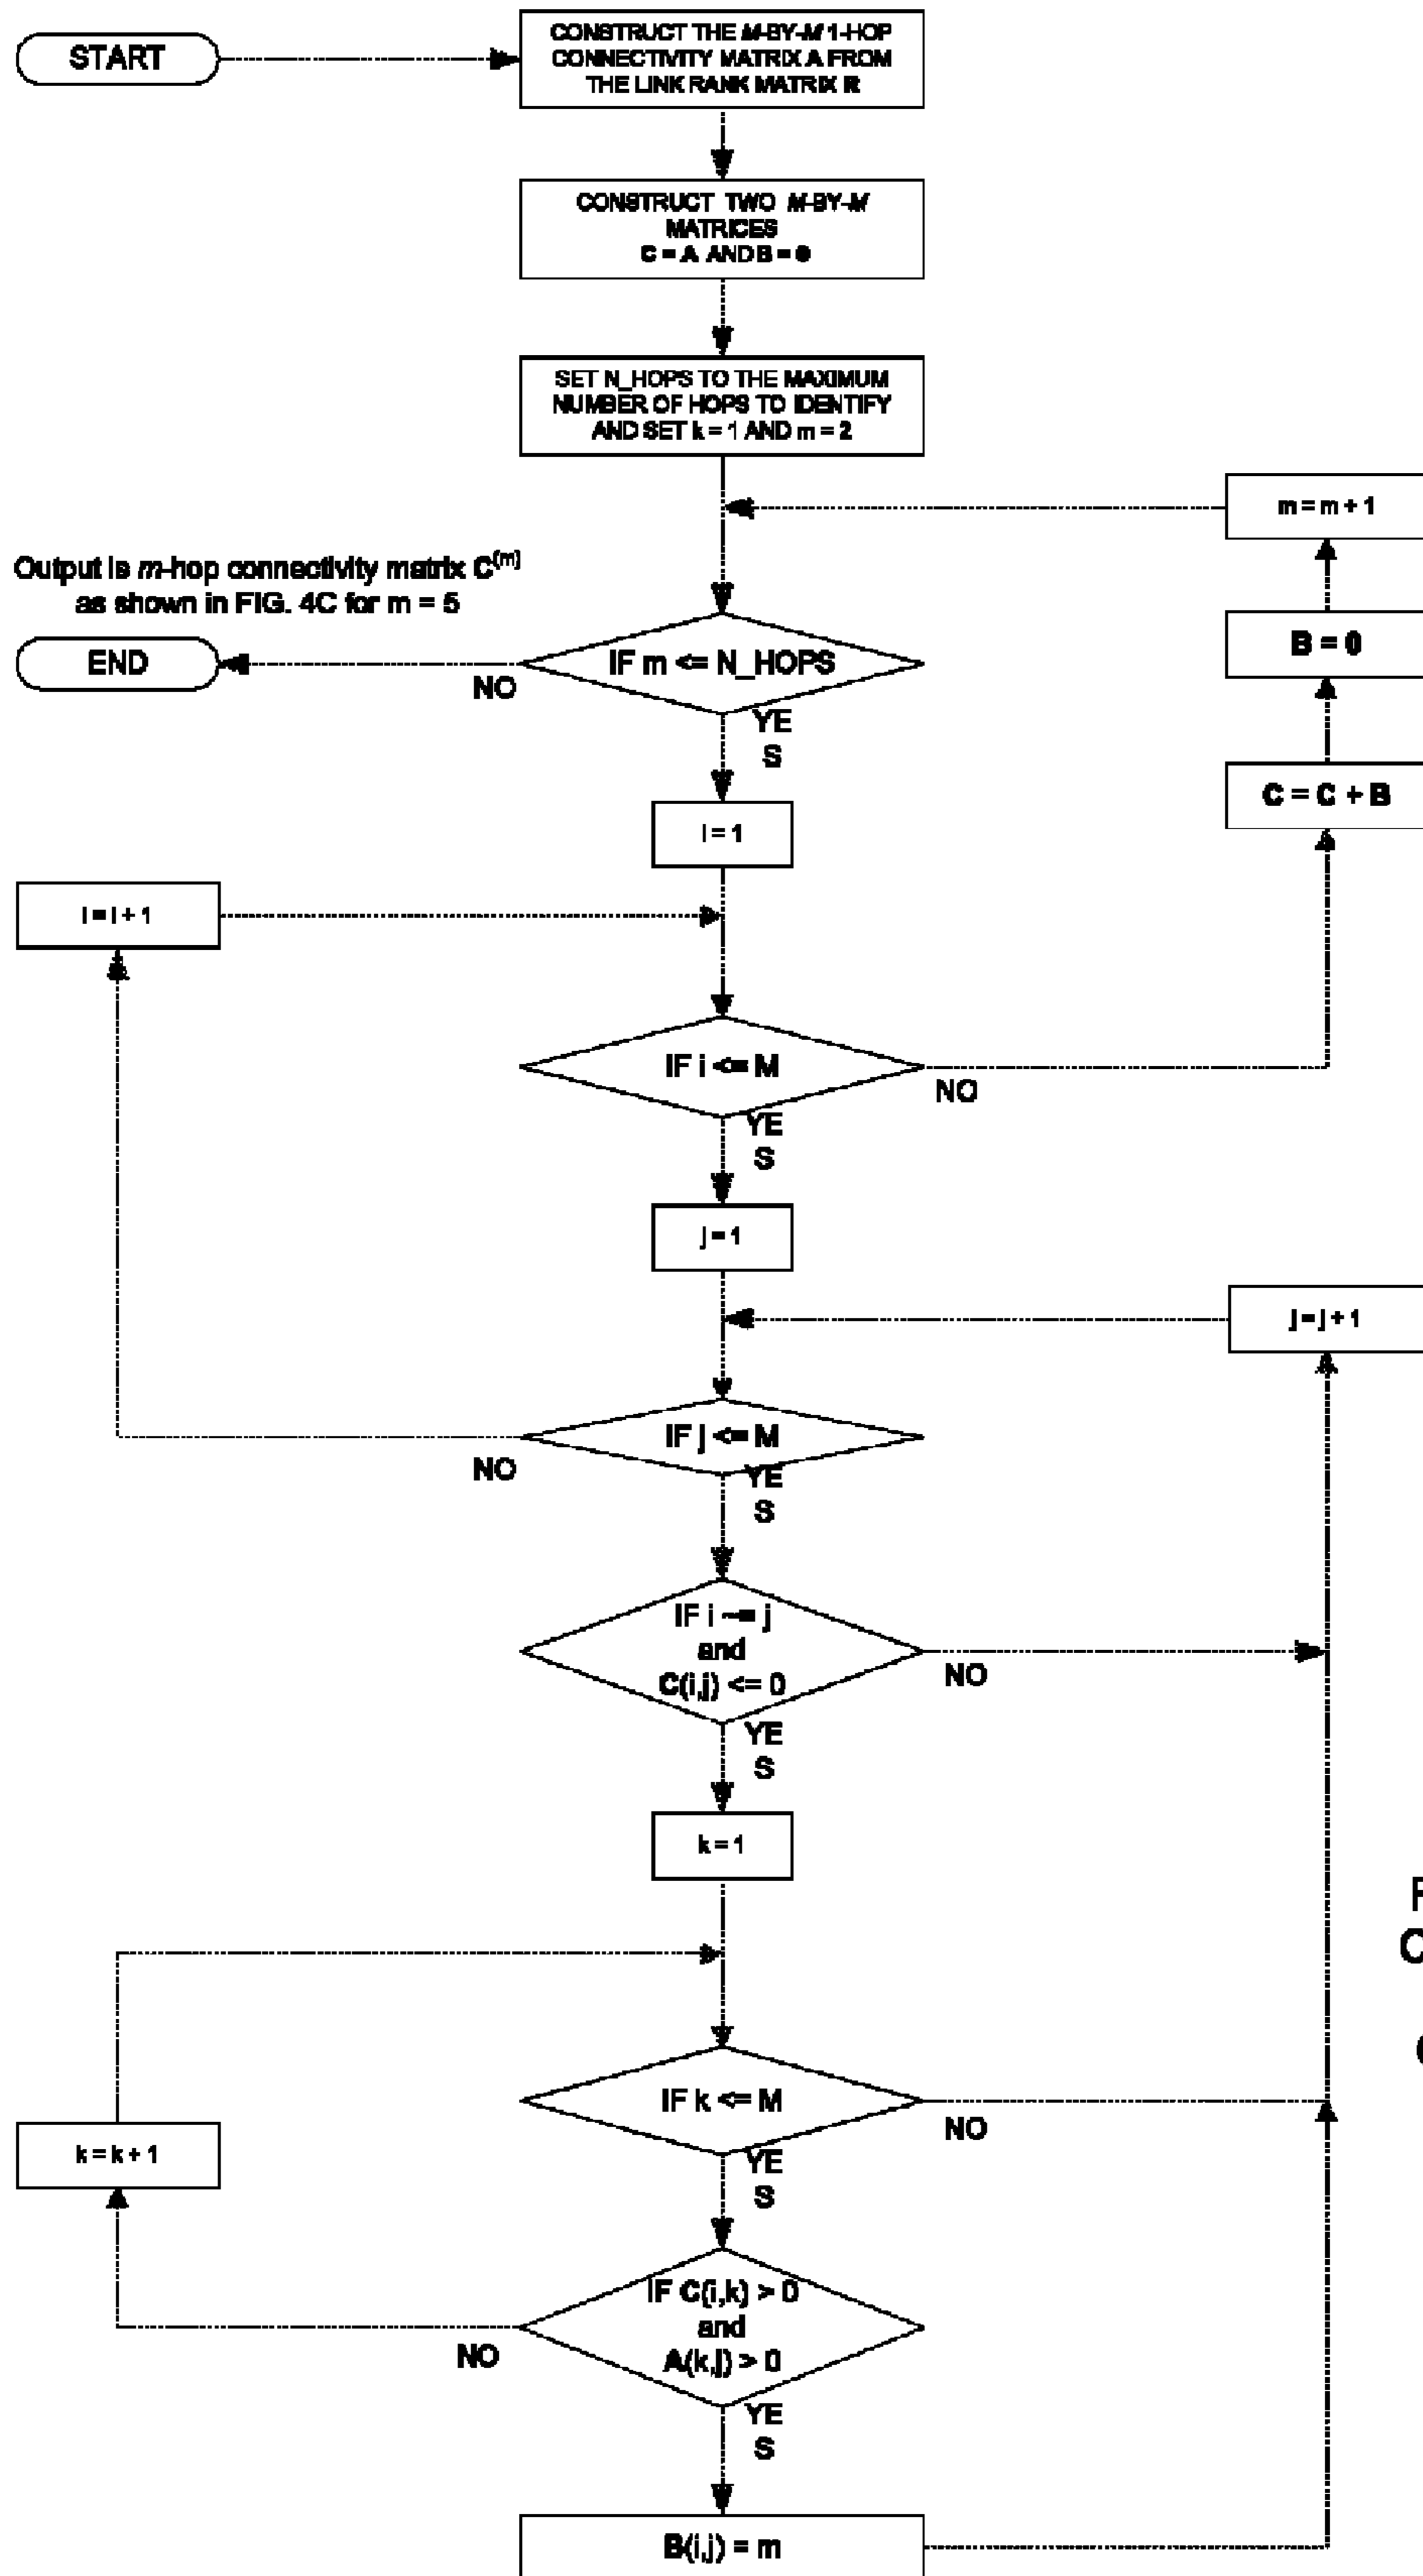 START
CONSTRUCT THE M-BY-M 1-HOP
CONNECTIVITY MATRIX A FROM
THE LINK RANK MATRIX R
CONSTRUCT TWO M-BY-M
MATRICES
C = A AND B = 0
SET N_HOPS TO THE MAXIMUM
NUMBER OF HOPS TO IDENTIFY
AND SET k = 1 AND m = 2
m = m + 1
Output is m-hop connectivity matrix C(m)
as shown in FIG. 4C for m = 5
END
NO
IF m <= N_HOPS
YE
S
B = 0
C = C + B
i = 1
i = i + 1
IF i <= M
NO
YE
S
j = 1
j = j + 1
IF j <= M
NO
YE
S
IF i ~= j
and
C(i,j) <= 0
NO
YE
S
k = 1
IF k <= M
NO
YE
S
k = k + 1
IF C(i,k) > 0
and
A(k,j) > 0
NO
YE
S
B(i,j) = m